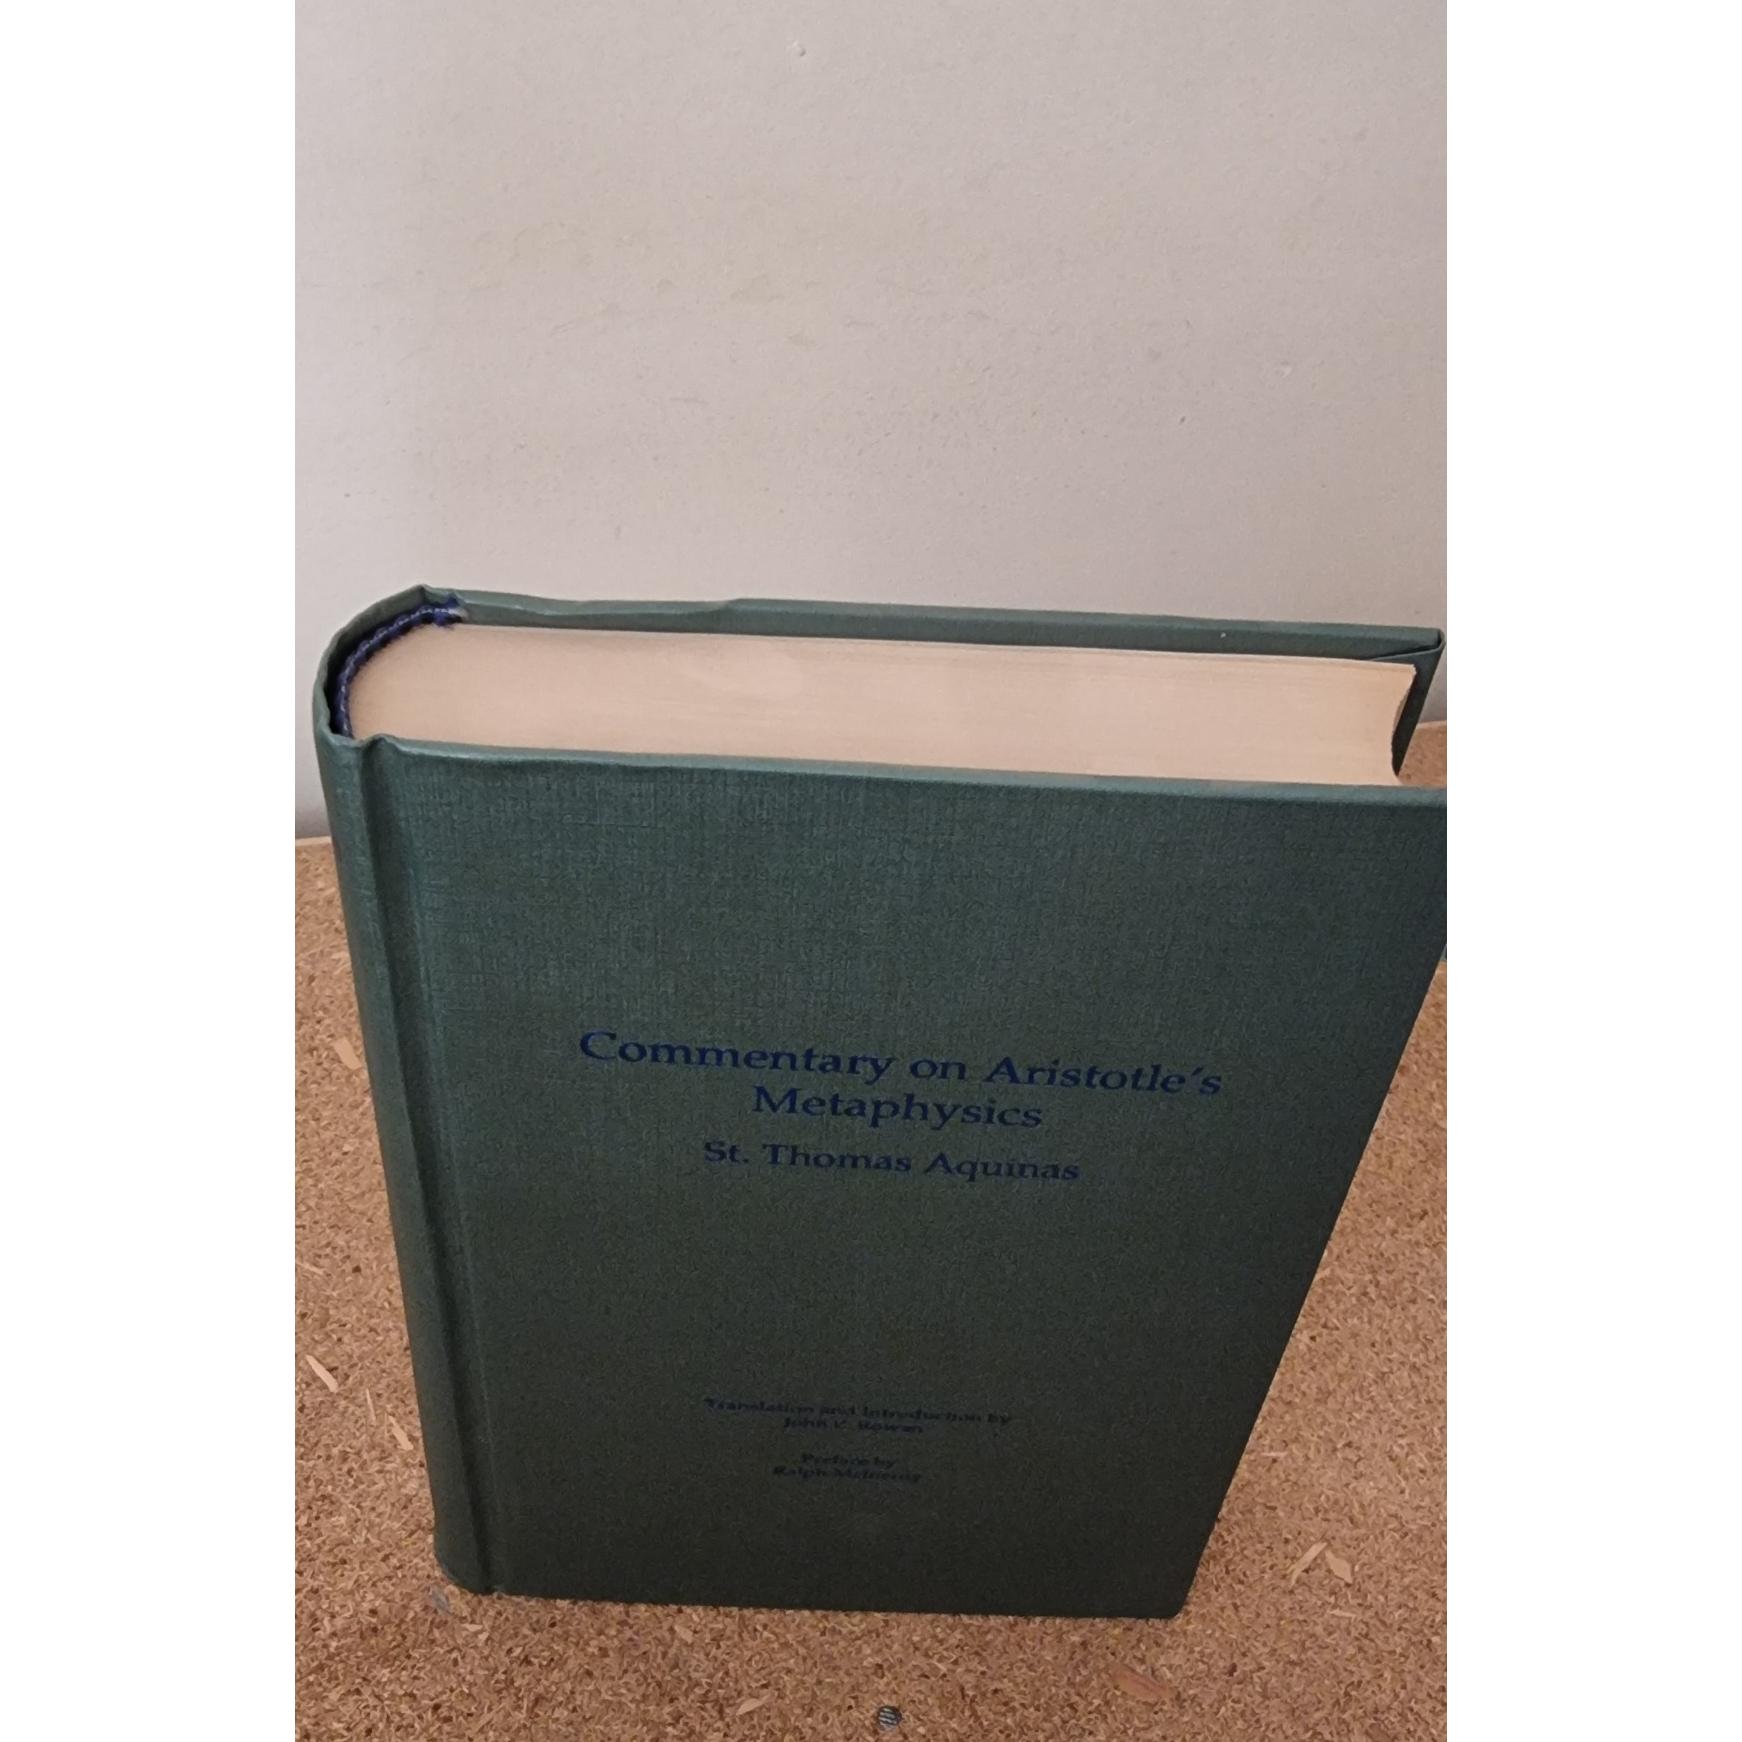 Commentary on Aristotle's
Metaphysics
St. Thomas Aquinas
Translation and Introduction by
John P. Rowan
Preface by
Ralph McInerny